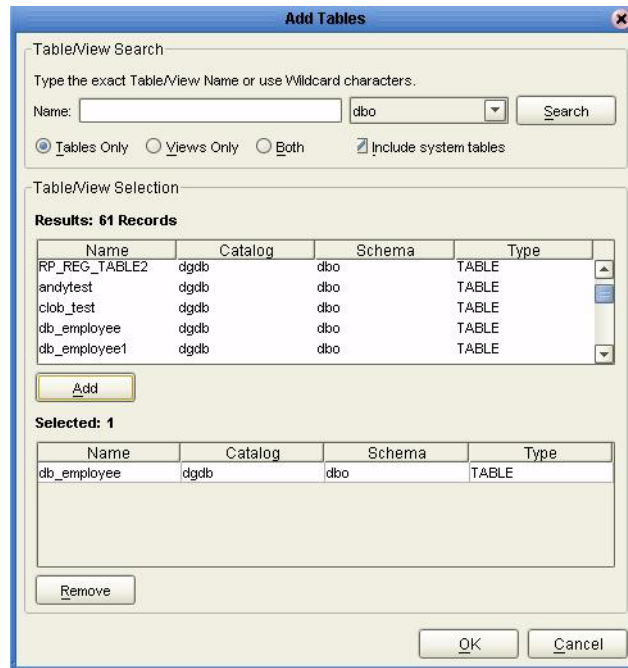 Add Tables
Table/View Search
Type the exact Table/View Name or use Wildcard characters.
Name: dbo Search
Tables Only Views Only Both Include system tables
Table/View Selection
Results: 61 Records
Name Catalog Schema Type
RP_REG_TABLE2 dgdb dbo TABLE
andytest dgdb dbo TABLE
clob_test dgdb dbo TABLE
db_employee dgdb dbo TABLE
db_employee1 dgdb dbo TABLE
Add
Selected: 1
Name Catalog Schema Type
db_employee dgdb dbo TABLE
Remove
OK Cancel